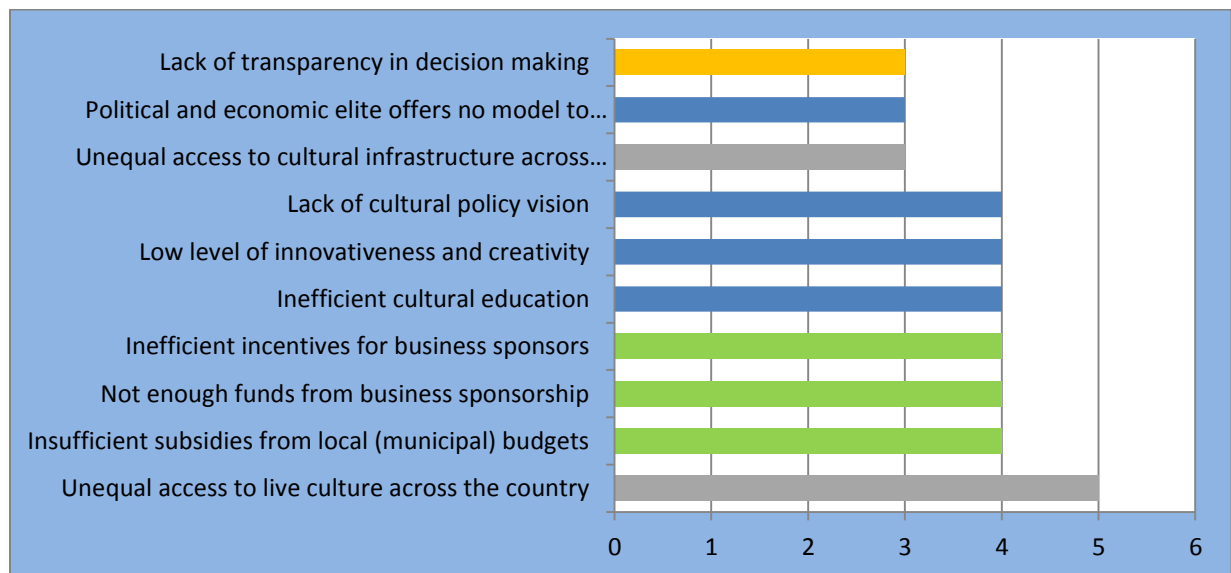 Lack of transparency in decision making
Political and economic elite offers no model to…
Unequal access to cultural infrastructure across…
Lack of cultural policy vision
Low level of innovativeness and creativity
Inefficient cultural education
Inefficient incentives for business sponsors
Not enough funds from business sponsorship
Insufficient subsidies from local (municipal) budgets
Unequal access to live culture across the country
0 1 2 3 4 5 6